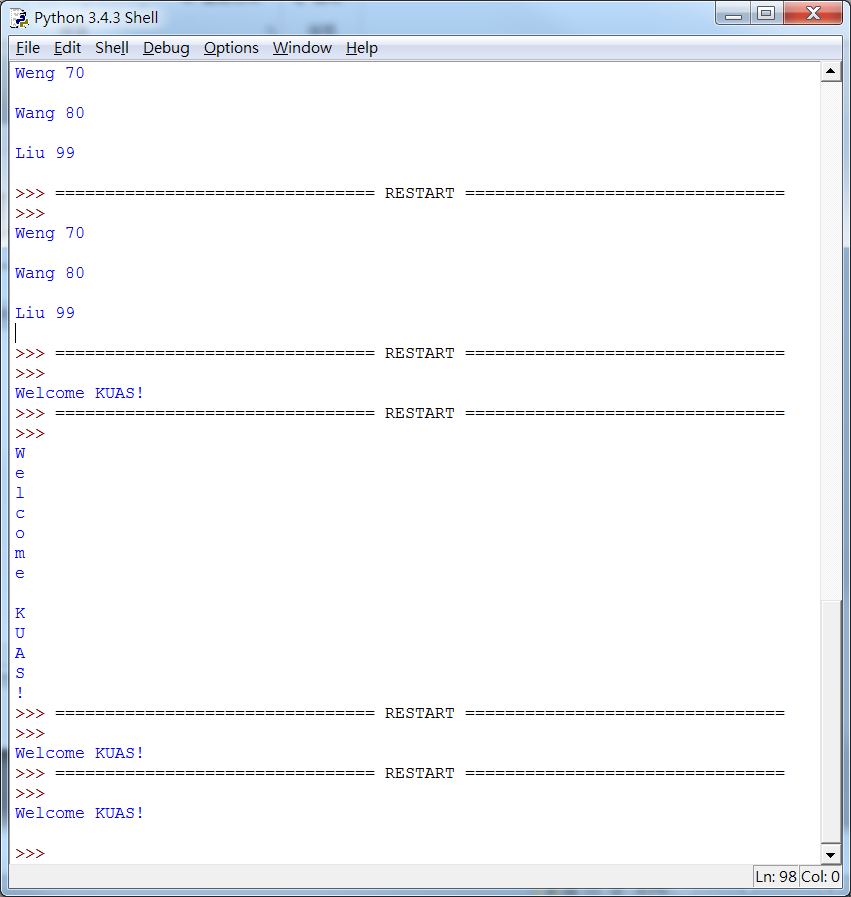 Python 3.4.3 Shell
File Edit Shell Debug Options Window Help
Weng 70
Wang 80
Liu 99
>>> ================================ RESTART ================================
>>>
Weng 70
Wang 80
Liu 99
>>> ================================ RESTART ================================
>>>
Welcome KUAS!
>>> ================================ RESTART ================================
>>>
W
e
l
c
o
m
e
K
U
A
S
!
>>> ================================ RESTART ================================
>>>
Welcome KUAS!
>>> ================================ RESTART ================================
>>>
Welcome KUAS!
>>>
Ln: 98 Col: 0